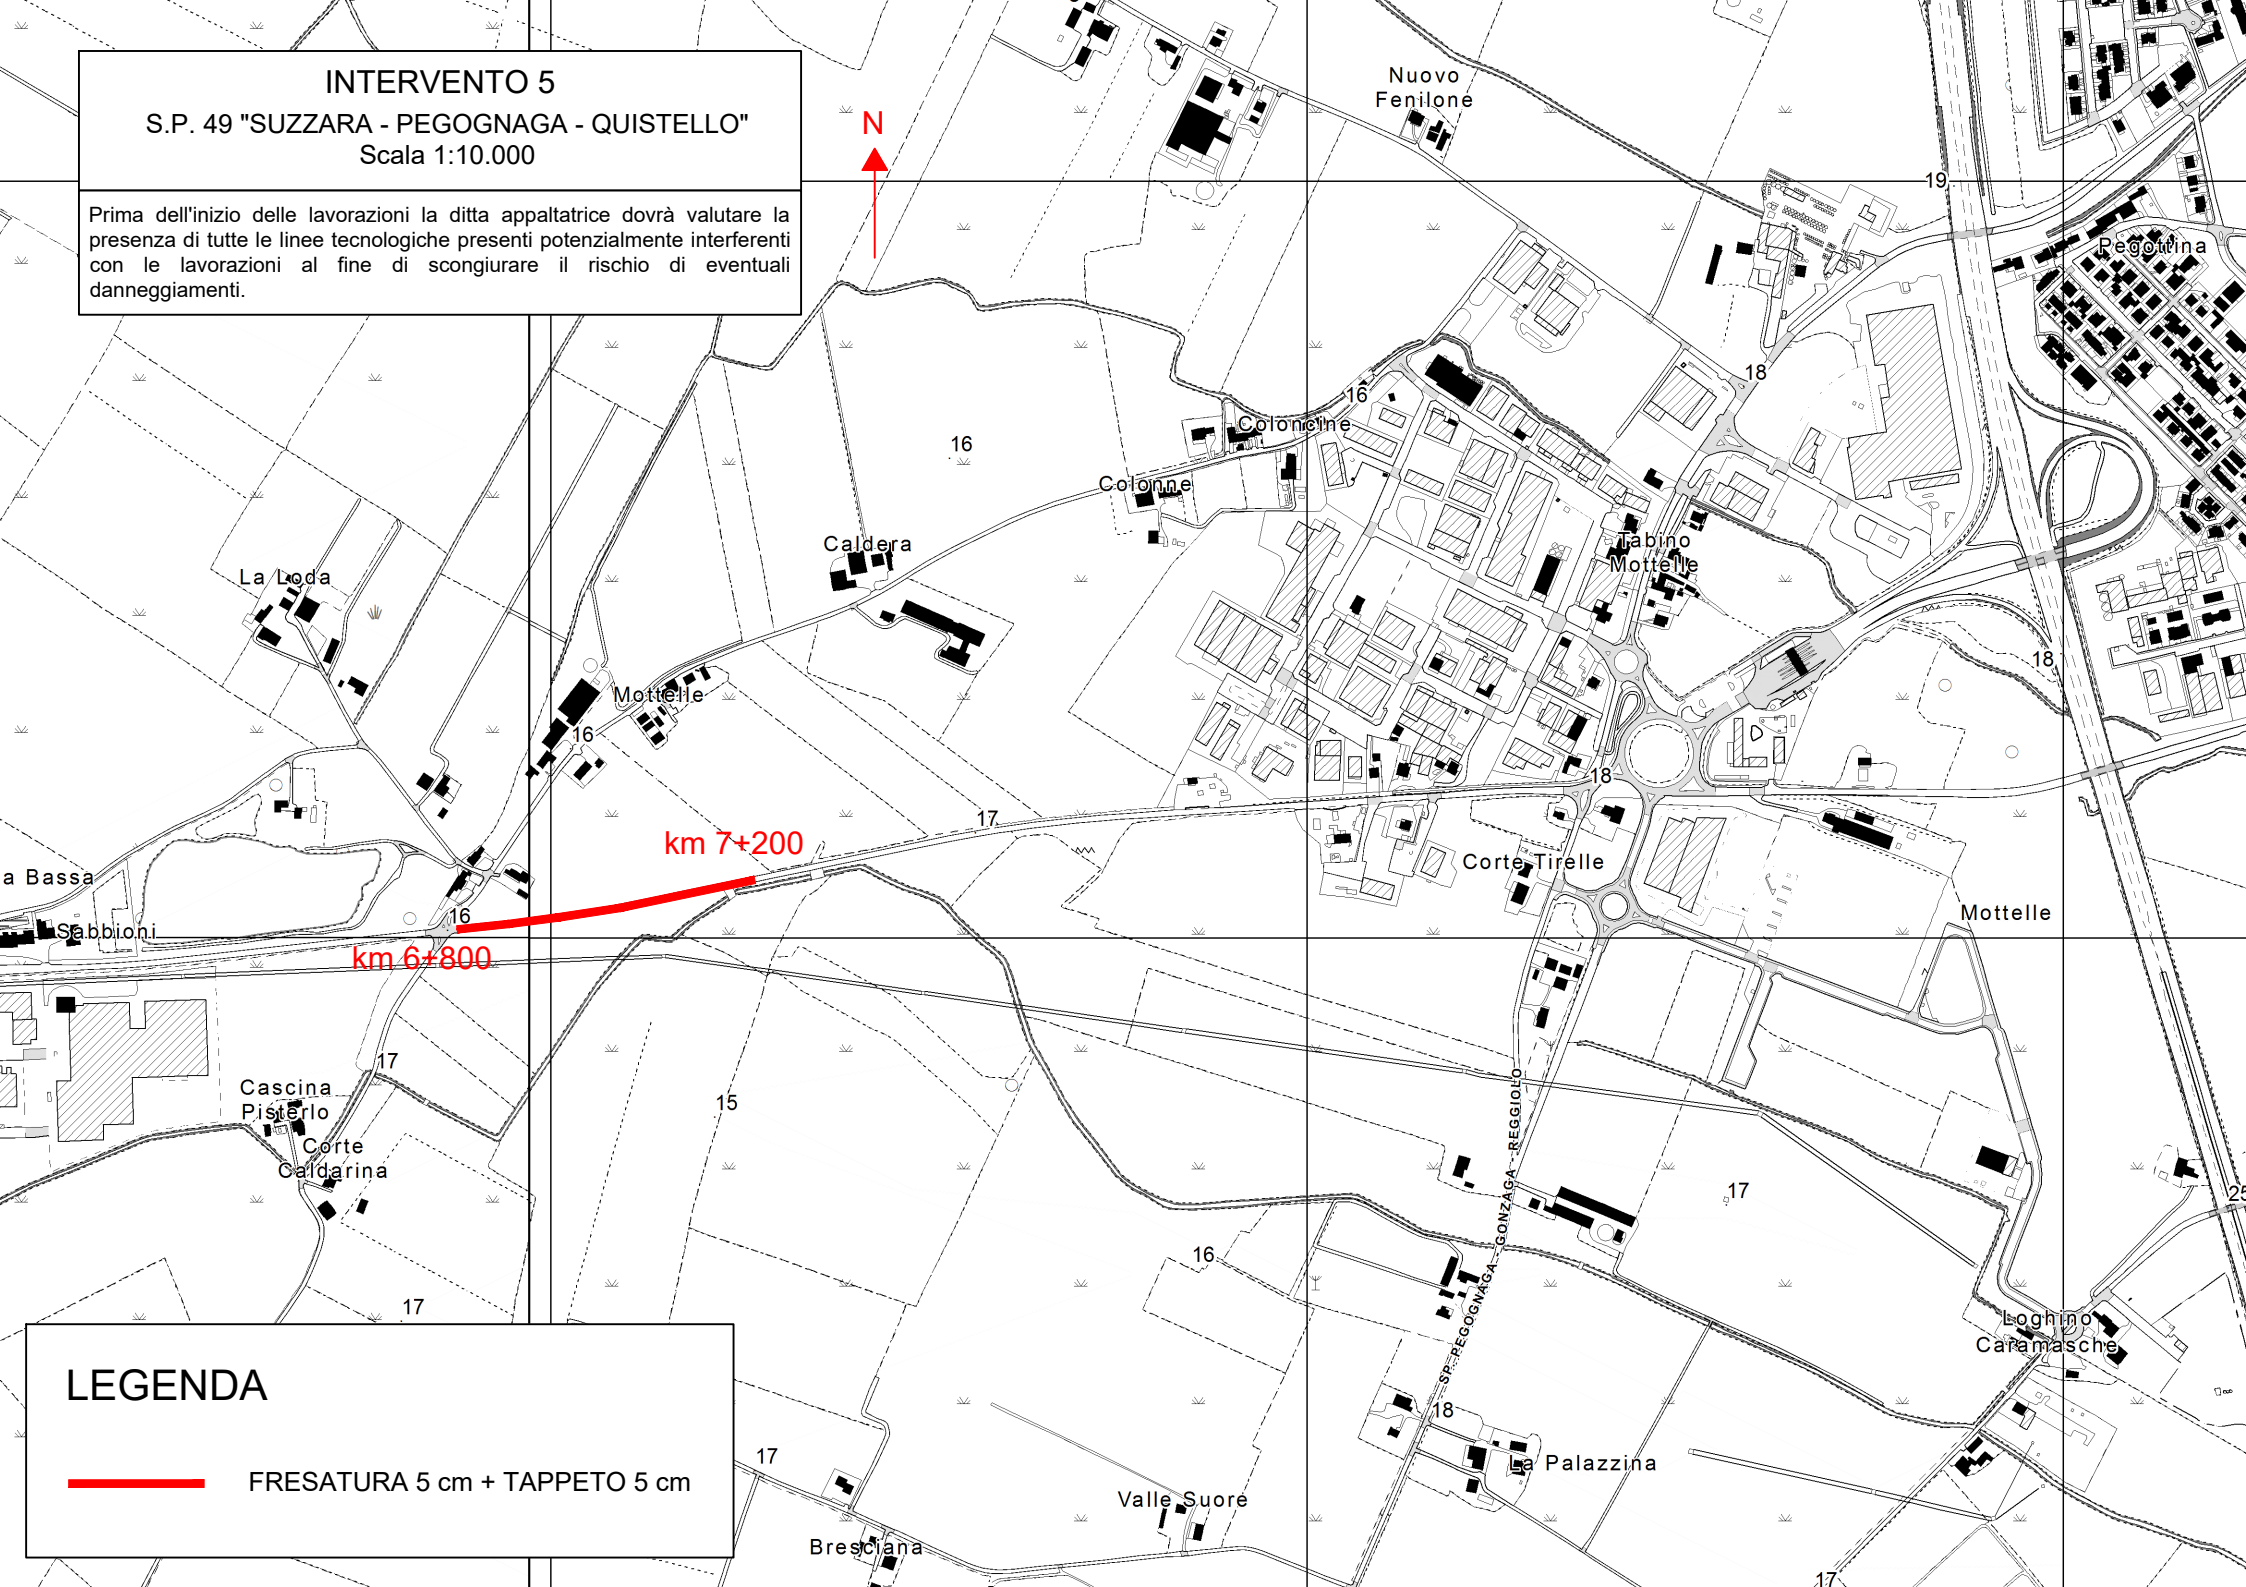 INTERVENTO 5
S.P. 49 "SUZZARA - PEGOGNAGA - QUISTELLO"
Scala 1:10.000
Prima dell'inizio delle lavorazioni la ditta appaltatrice dovrà valutare la
presenza di tutte le linee tecnologiche presenti potenzialmente interferenti
con le lavorazioni al fine di scongiurare il rischio di eventuali
danneggiamenti.
N
Nuovo
Fenilone
19
Pegottina
18
16
Coloncine
16
Colonne
Caldera
Tabino
Mottelle
La Loda
18
Mottelle
16
18
17
km 7+200
Corte Tirelle
a Bassa
16
Sabbioni
Mottelle
km 6+800
17
Cascina
Pisterlo
15
Corte
Caldarina
17
25
16
SP. PEGOGNAGA - GONZAGA - REGGIOLO
17
Loghino
Caramasche
LEGENDA
18
17
La Palazzina
FRESATURA 5 cm + TAPPETO 5 cm
Valle Suore
Bresciana
17